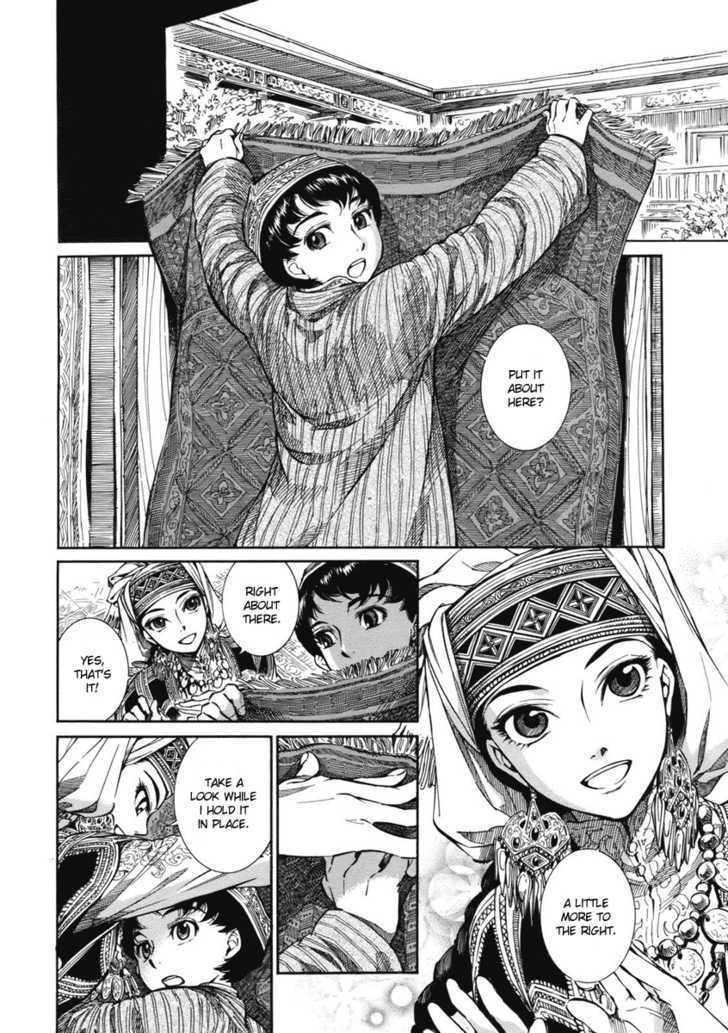 PUT IT
ABOUT
HERE?
A LITTLE
MORE TO
THE RIGHT.
RIGHT
ABOUT
THERE.
YES,
THAT'S
IT!
TAKE A
LOOK WHILE
I HOLD IT
IN PLACE.